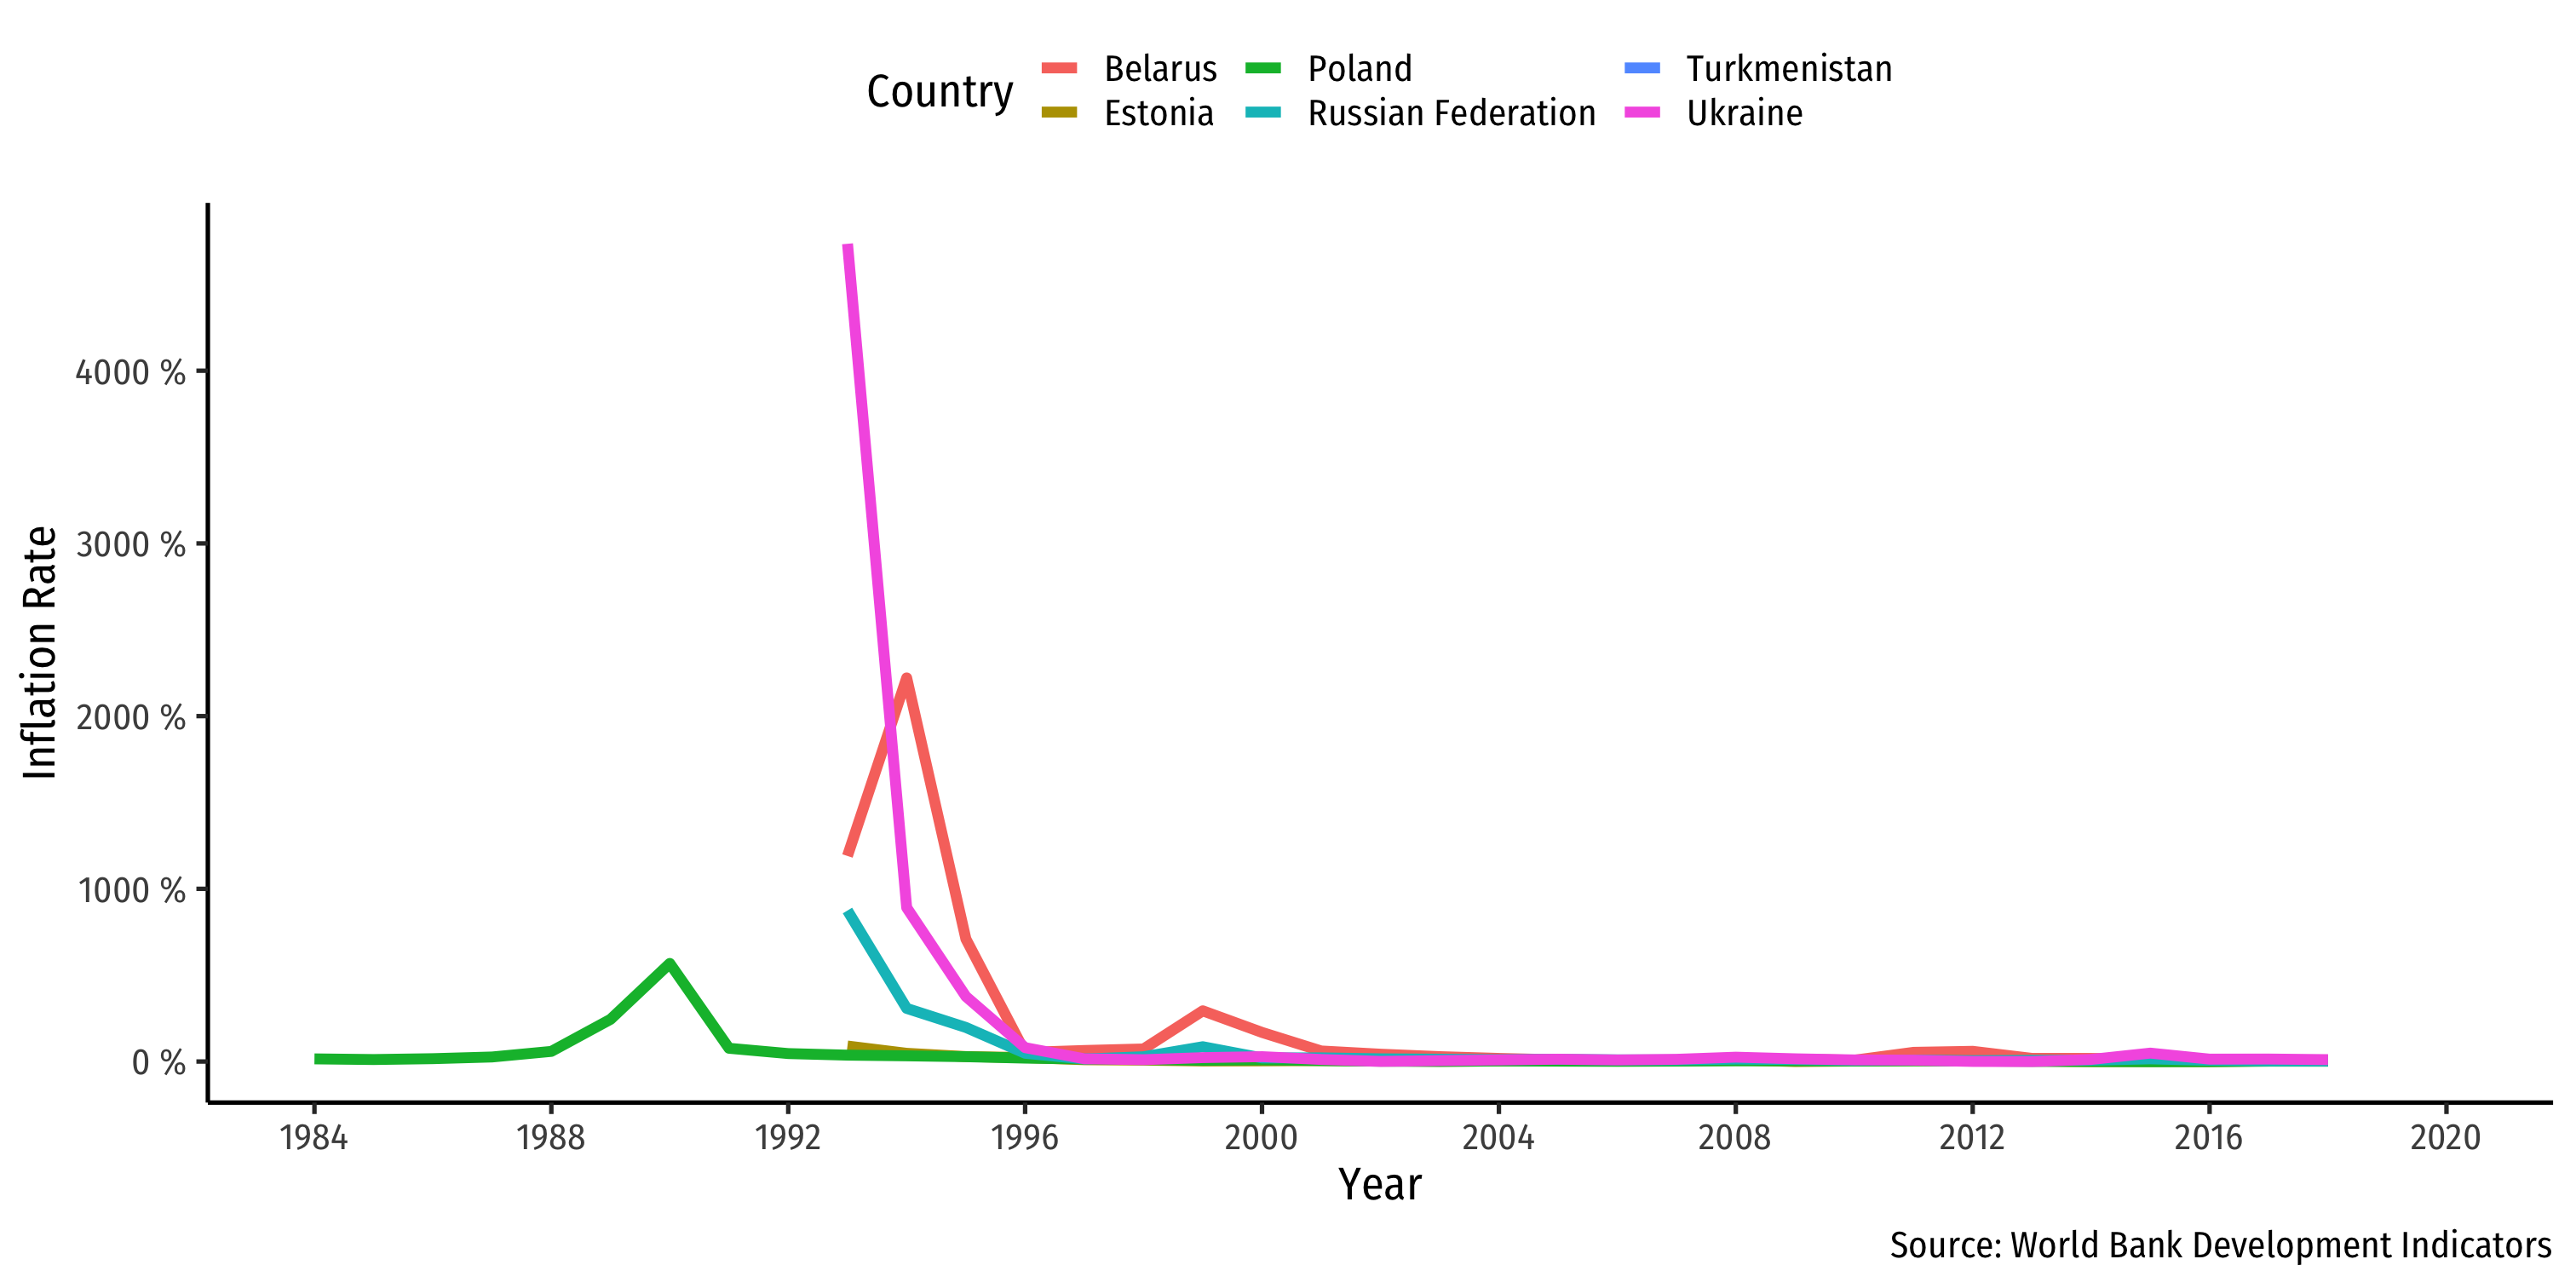 Country
Belarus Poland Turkmenistan
Estonia Russian Federation Ukraine
Inflation Rate
4000 %
3000 %
2000 %
1000 %
0 %
1984 1988 1992 1996 2000 2004 2008 2012 2016 2020
Year
Source: World Bank Development Indicators